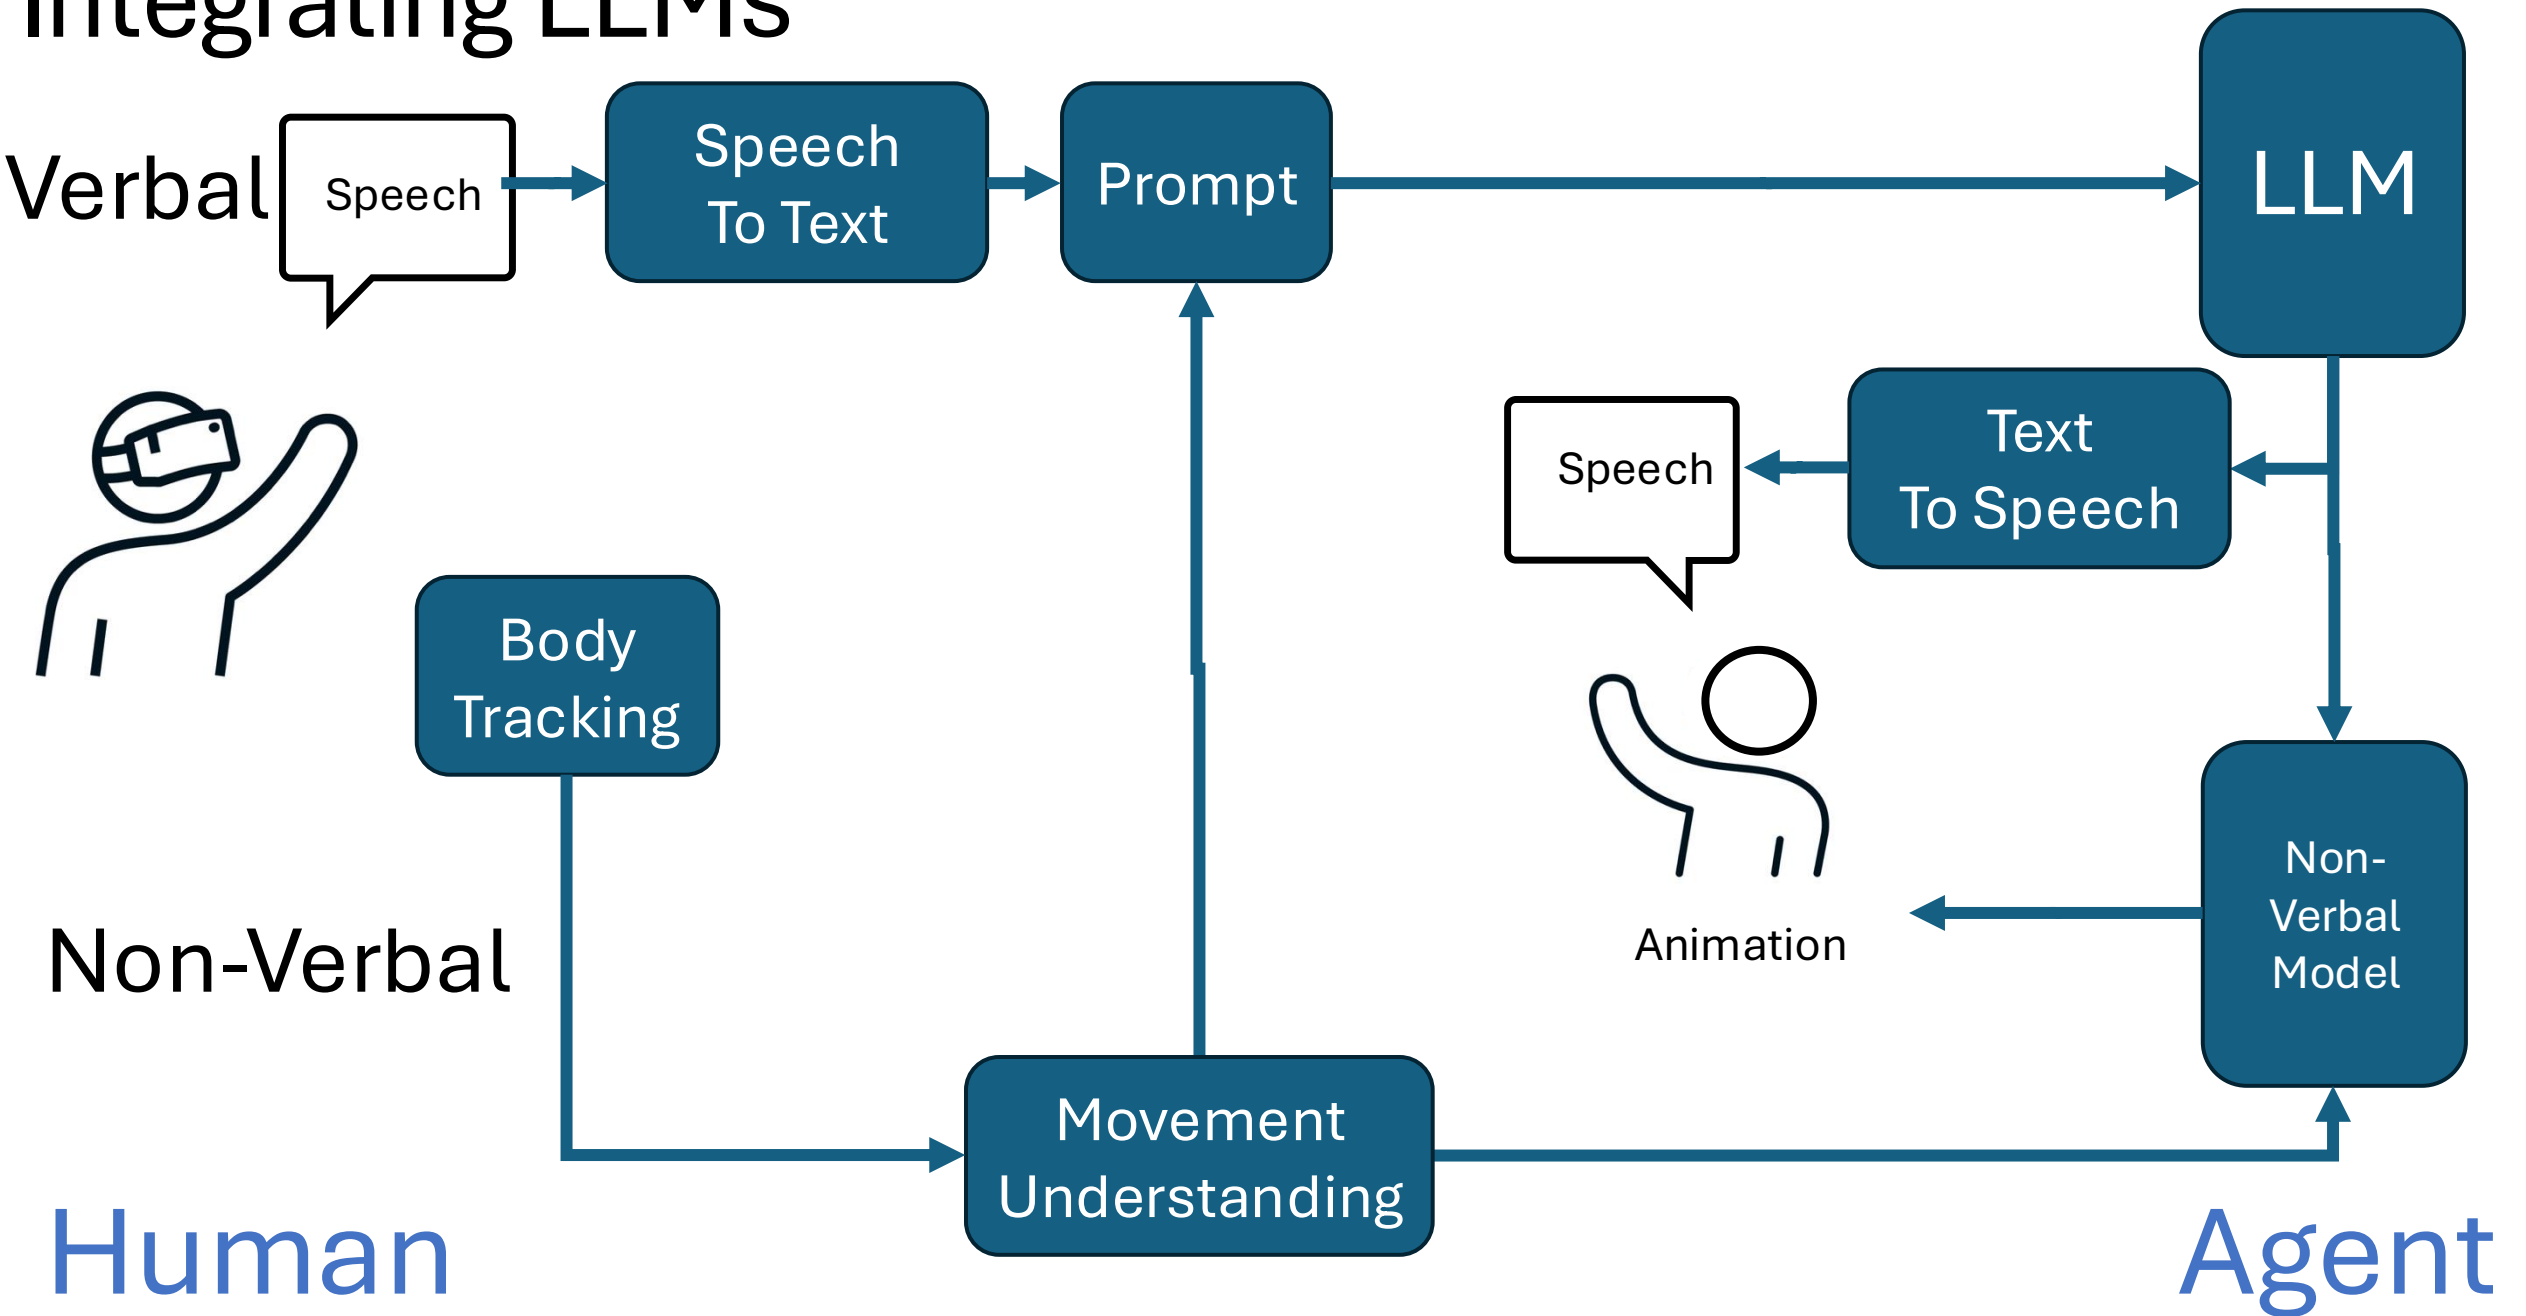 Integrating LLMs
Verbal
Speech
Speech
To Text
Prompt
LLM
Text
To Speech
Speech
Body
Tracking
Non-
Verbal
Model
Animation
Non-Verbal
Movement
Understanding
Human
Agent